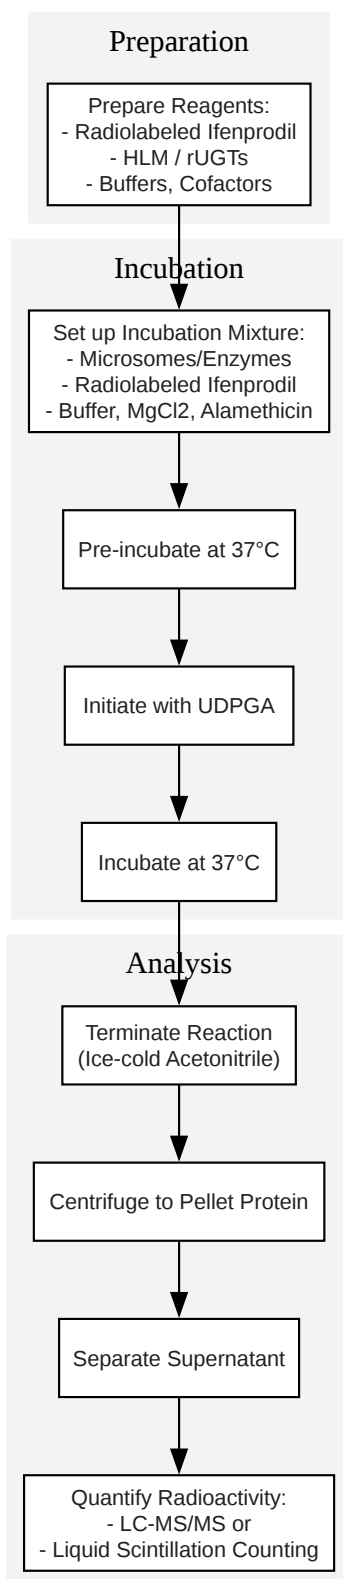 Preparation
Prepare Reagents:
- Radiolabeled Ifenprodil
- HLM / rUGTs
- Buffers, Cofactors
Incubation
Set up Incubation Mixture:
- Microsomes/Enzymes
- Radiolabeled Ifenprodil
- Buffer, MgCl2, Alamethicin
Pre-incubate at 37°C
Initiate with UDPGA
Incubate at 37°C
Analysis
Terminate Reaction
(Ice-cold Acetonitrile)
Centrifuge to Pellet Protein
Separate Supernatant
Quantify Radioactivity:
- LC-MS/MS or
- Liquid Scintillation Counting